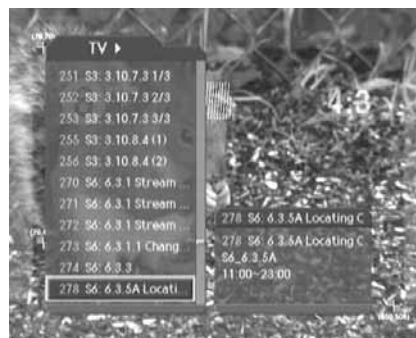 TV
251 S3: 3.10.7.3 1/3
252 S3: 3.10.7.3 2/3
253 S3: 3.10.7.3 3/3
255 S3: 3.10.8.4 (1)
256 S3: 3.10.8.4 (2)
270 S6: 6.3.1 Stream ...
271 S6: 6.3.1 Stream ...
272 S6: 6.3.1 Stream ...
273 S6: 6.3.1.1 Chang ...
274 S6: 6.3.3
278 S6: 6.3.5A Locati...
4:3
278 S6: 6.3.5A Locating C
278 S6: 6.3.5A Locating C
S6_6.3.5A
11:00~23:00